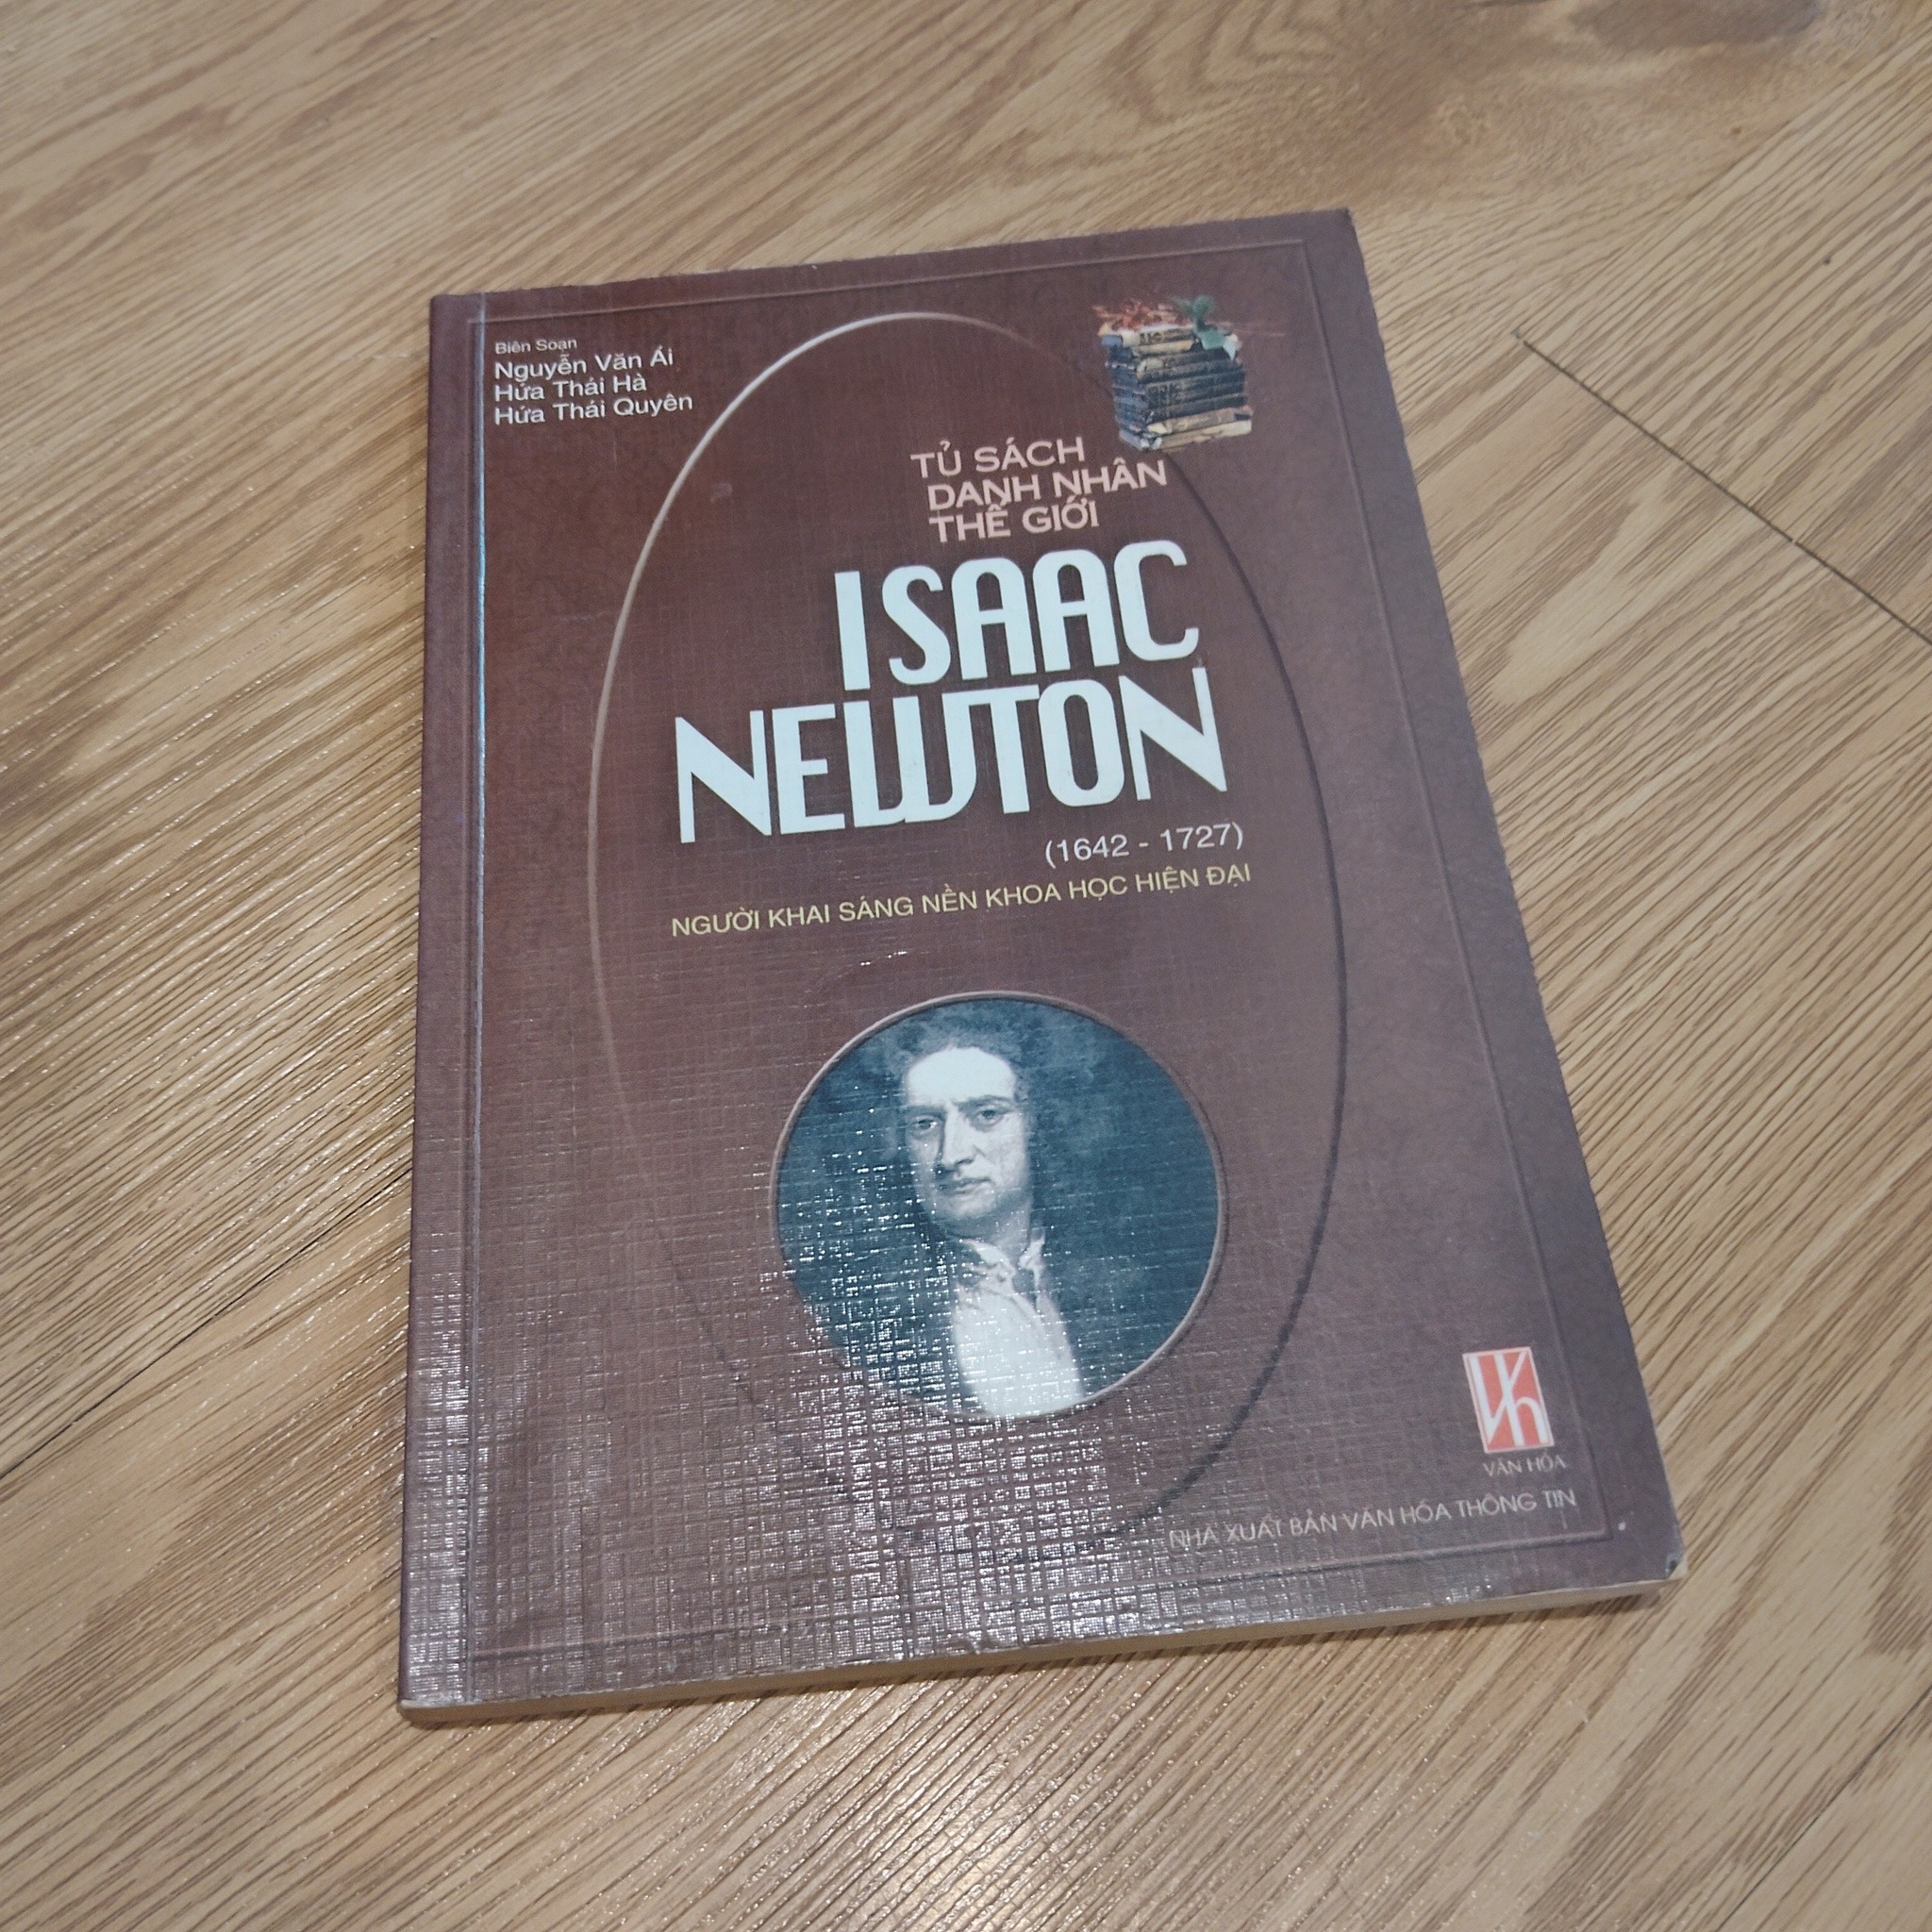 Biên Soạn
Nguyễn Văn Ái
Hứa Thái Hà
Hứa Thái Quyên
TỦ SÁCH
DANH NHÂN
THẾ GIỚI
ISAAC
NEWTON
(1642 - 1727)
NGƯỜI KHAI SÁNG NỀN KHOA HỌC HIỆN ĐẠI
Vh
VĂN HÓA
NHÀ XUẤT BẢN VĂN HÓA THÔNG TIN